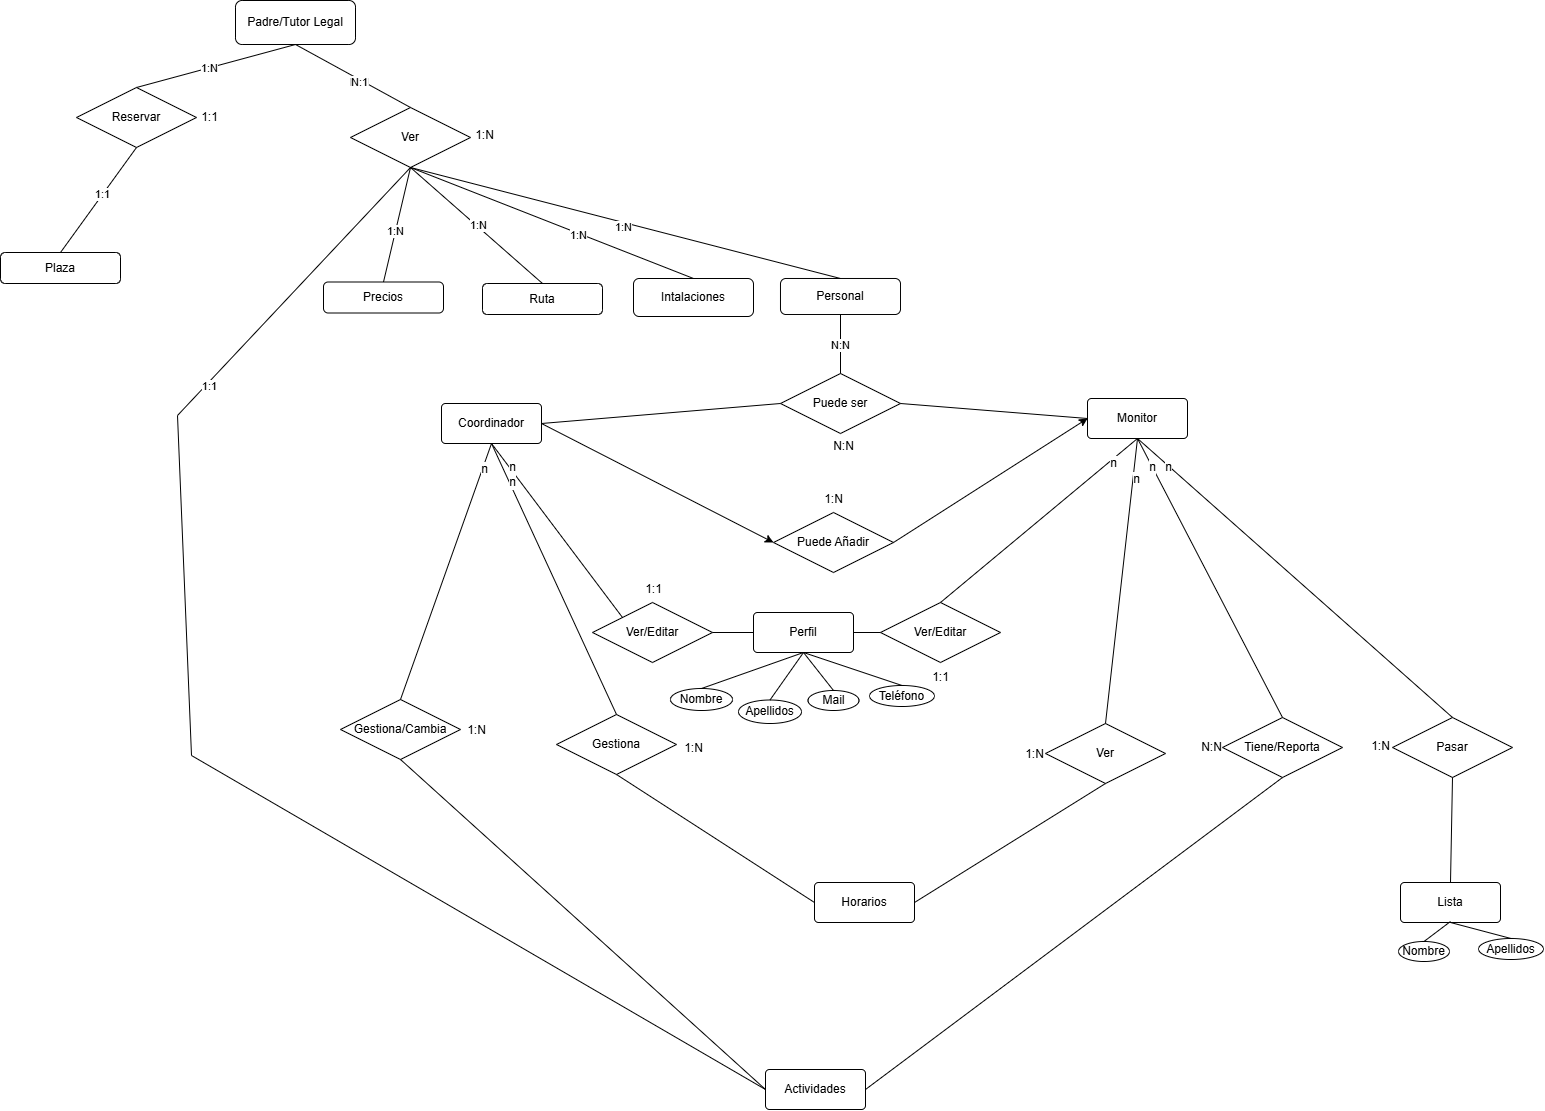 Padre/Tutor Legal
1:N
N:1
Reservar
1:1
Ver
1:N
1:1
1:N
1:N
1:N
1:N
Plaza
Precios
Ruta
Intalaciones
Personal
N:N
1:1
Puede ser
Coordinador
Monitor
N:N
n
n
n
n
n
n
n
1:N
Puede Añadir
1:1
Ver/Editar
Perfil
Ver/Editar
1:1
Nombre
Apellidos
Mail
Teléfono
Gestiona/Cambia
1:N
Gestiona
1:N
1:N
Ver
N:N
Tiene/Reporta
1:N
Pasar
Horarios
Lista
Nombre
Apellidos
Actividades